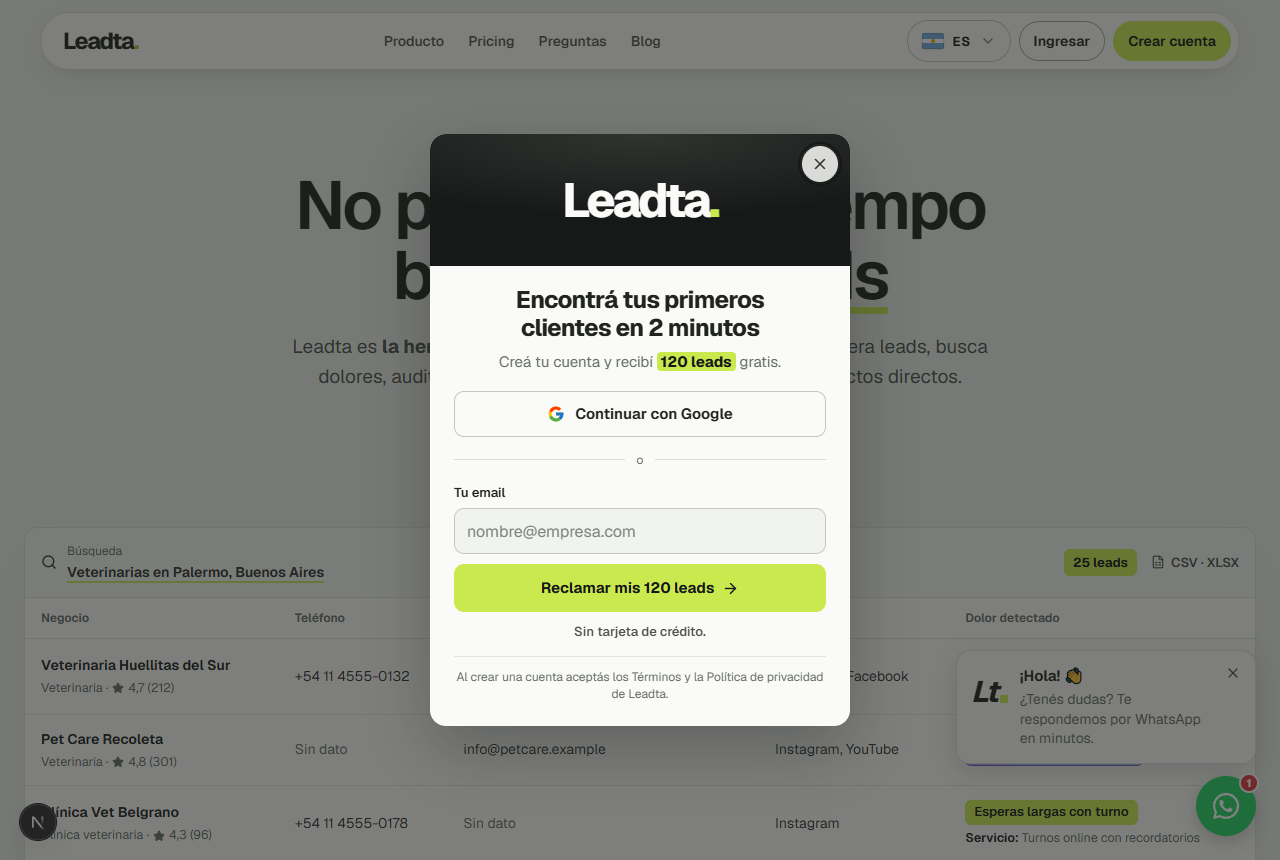 Leadta.
Producto
Pricing
Preguntas
Blog
ES
Ingresar
Crear cuenta
No p
empo
b
ls
Leadta es la her
era leads, busca
dolores, audit
ctos directos.
Leadta.
Encontrá tus primeros
clientes en 2 minutos
Creá tu cuenta y recibí 120 leads gratis.
Continuar con Google
o
Tu email
nombre@empresa.com
Reclamar mis 120 leads →
Sin tarjeta de crédito.
Al crear una cuenta aceptás los Términos y la Política de privacidad
de Leadta.
Búsqueda
Veterinarias en Palermo, Buenos Aires
25 leads
CSV · XLSX
Negocio
Teléfono
Dolor detectado
Veterinaria Huellitas del Sur
Veterinaria · ★ 4,7 (212)
+54 11 4555-0132
Facebook
Pet Care Recoleta
Veterinaria · ★ 4,8 (301)
Sin dato
info@petcare.example
Instagram, YouTube
línica Vet Belgrano
línica veterinaria · ★ 4,3 (96)
+54 11 4555-0178
Sin dato
Instagram
Esperas largas con turno
Servicio: Turnos online con recordatorios
Lt.
¡Hola! 👋
¿Tenés dudas? Te
respondemos por WhatsApp
en minutos.
1
N